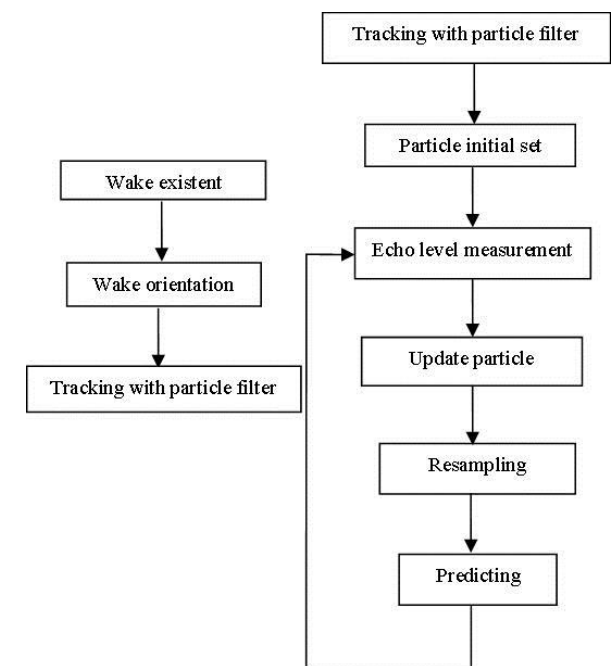 Wake existent
Wake orientation
Tracking with particle filter
Tracking with particle filter
Particle initial set
Echo level measurement
Update particle
Resampling
Predicting